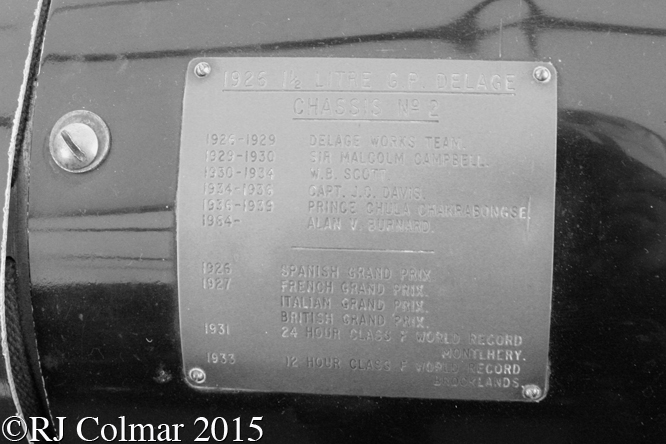 1926 1½ LITRE G.P. DELAGE
CHASSIS Nº 2
1926-1929 DELAGE WORKS TEAM.
1929-1930 SIR MALCOLM CAMPBELL.
1930-1934 W.B. SCOTT.
1934-1936 CAPT. J.C. DAVIS.
1936-1939 PRINCE CHULA CHAKRABONGSE.
1964- ALAN V. BURNARD.
1926 SPANISH GRAND PRIX
1927 FRENCH GRAND PRIX.
ITALIAN GRAND PRIX.
BRITISH GRAND PRIX.
1931 24 HOUR CLASS F WORLD RECORD
MONTLHERY.
1933 12 HOUR CLASS F WORLD RECORD
BROOKLANDS.
©RJ Colmar 2015